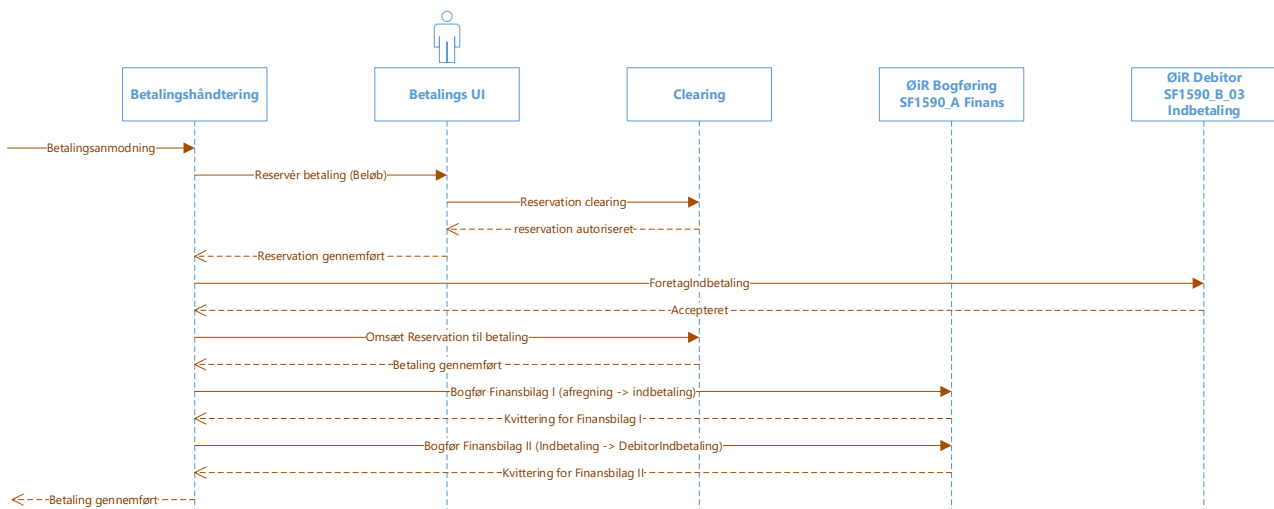 Betalingshåndtering
Betalings UI
Clearing
ØiR Bogføring
SF1590_A Finans
ØiR Debitor
SF1590_B_03
Indbetaling
Betalingsanmodning
Reservér betaling (Beløb)
Reservation clearing
reservation autoriseret
Reservation gennemført
ForetagIndbetaling
Accepteret
Omsæt Reservation til betaling
Betaling gennemført
Bogfør Finansbilag I (afregning -> indbetaling)
Kvittering for Finansbilag I
Bogfør Finansbilag II (Indbetaling -> DebitorIndbetaling)
Kvittering for Finansbilag II
Betaling gennemført